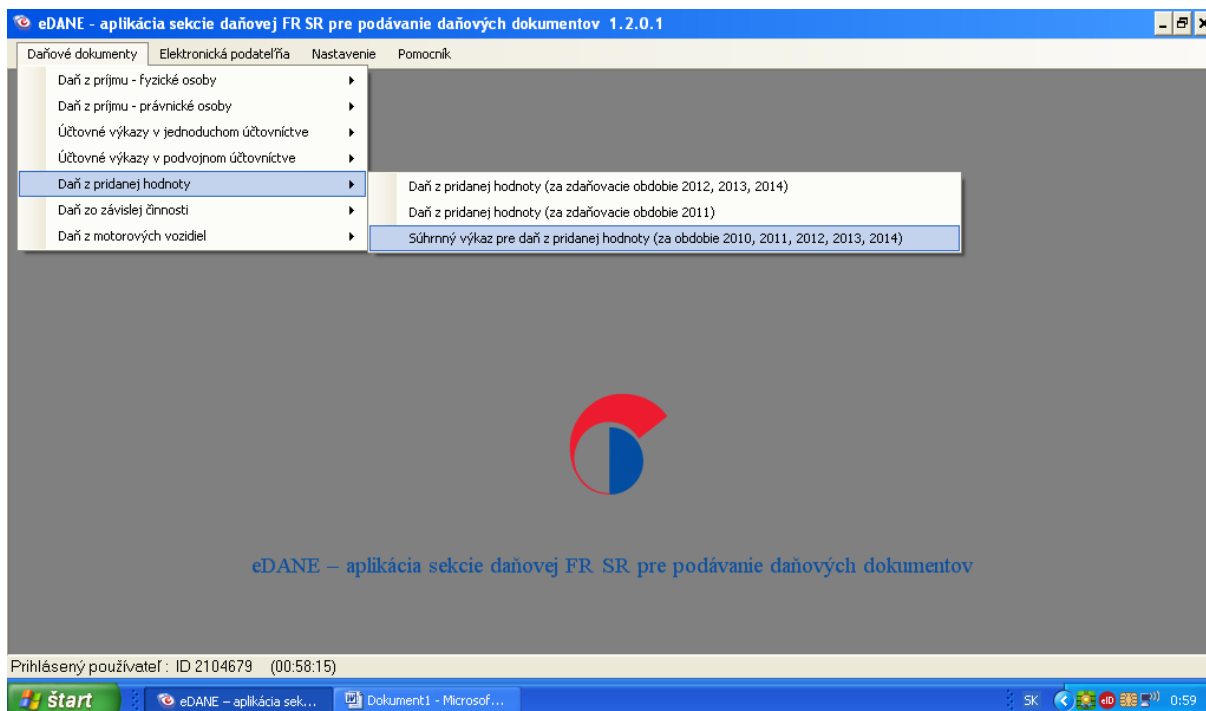 eDANE - aplikácia sekcie daňovej FR SR pre podávanie daňových dokumentov 1.2.0.1
Daňové dokumenty Elektronická podateľňa Nastavenie Pomocník
Daň z príjmu - fyzické osoby
Daň z príjmu - právnické osoby
Účtovné výkazy v jednoduchom účtovníctve
Účtovné výkazy v podvojnom účtovníctve
Daň z pridanej hodnoty
Daň zo závislej činnosti
Daň z motorových vozidiel
Daň z pridanej hodnoty (za zdaňovacie obdobie 2012, 2013, 2014)
Daň z pridanej hodnoty (za zdaňovacie obdobie 2011)
Súhrnný výkaz pre daň z pridanej hodnoty (za obdobie 2010, 2011, 2012, 2013, 2014)
eDANE – aplikácia sekcie daňovej FR SR pre podávanie daňových dokumentov
Prihlásený používateľ : ID 2104679 (00:58:15)
štart eDANE – aplikácia sek... Dokument1 - Microsof... SK eID 0:59